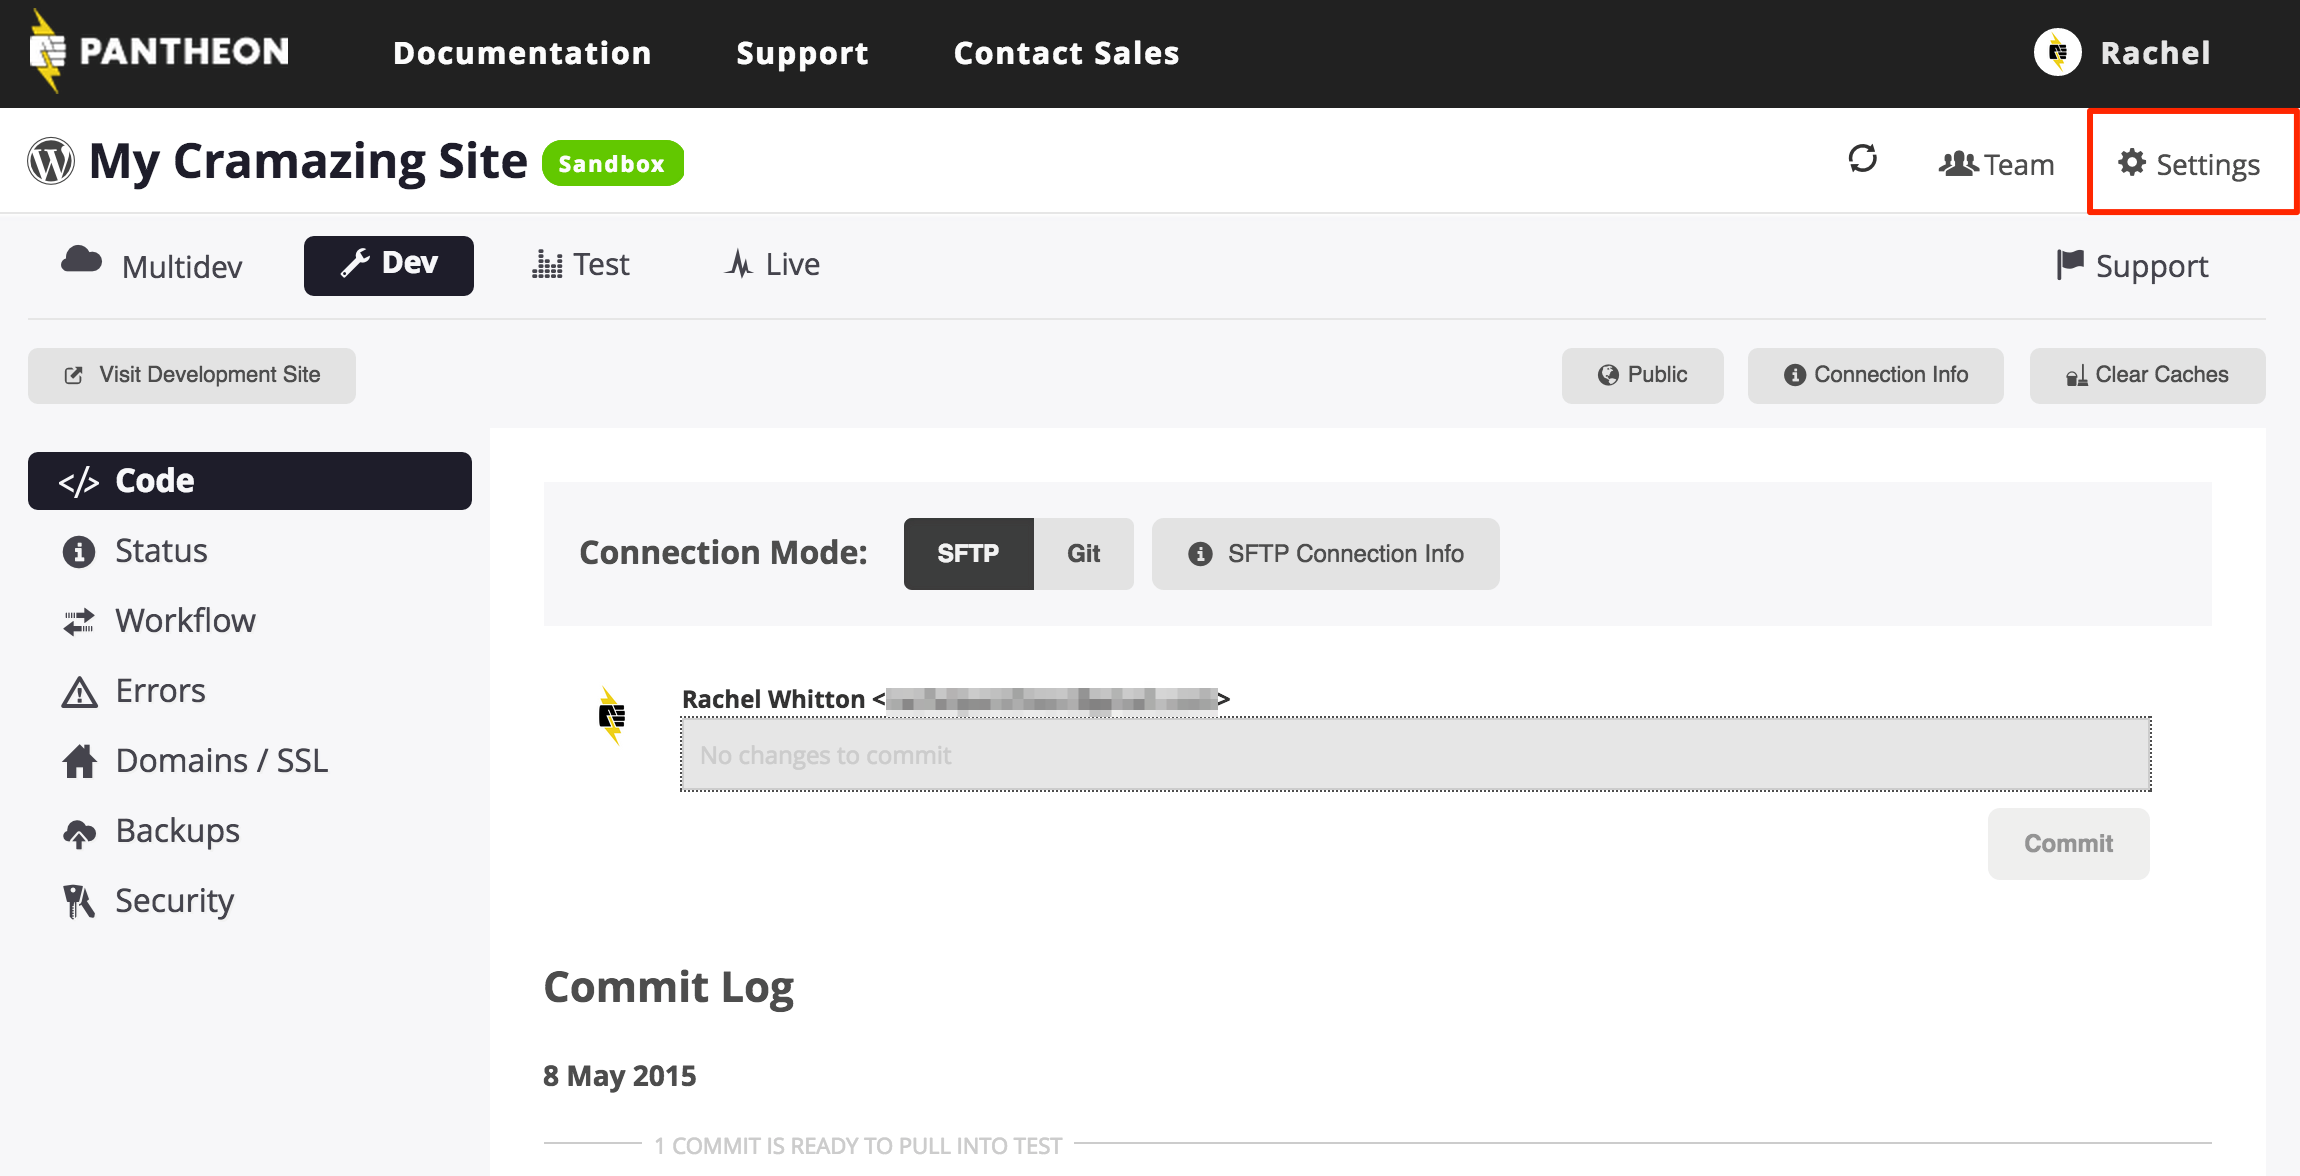 PANTHEON Documentation Support Contact Sales Rachel
My Cramazing Site Sandbox Team Settings
Multidev Dev Test Live Support
Visit Development Site Public Connection Info Clear Caches
Code
Status
Workflow
Errors
Domains / SSL
Backups
Security
Connection Mode: SFTP Git SFTP Connection Info
Rachel Whitton < >
No changes to commit
Commit
Commit Log
8 May 2015
1 COMMIT IS READY TO PULL INTO TEST